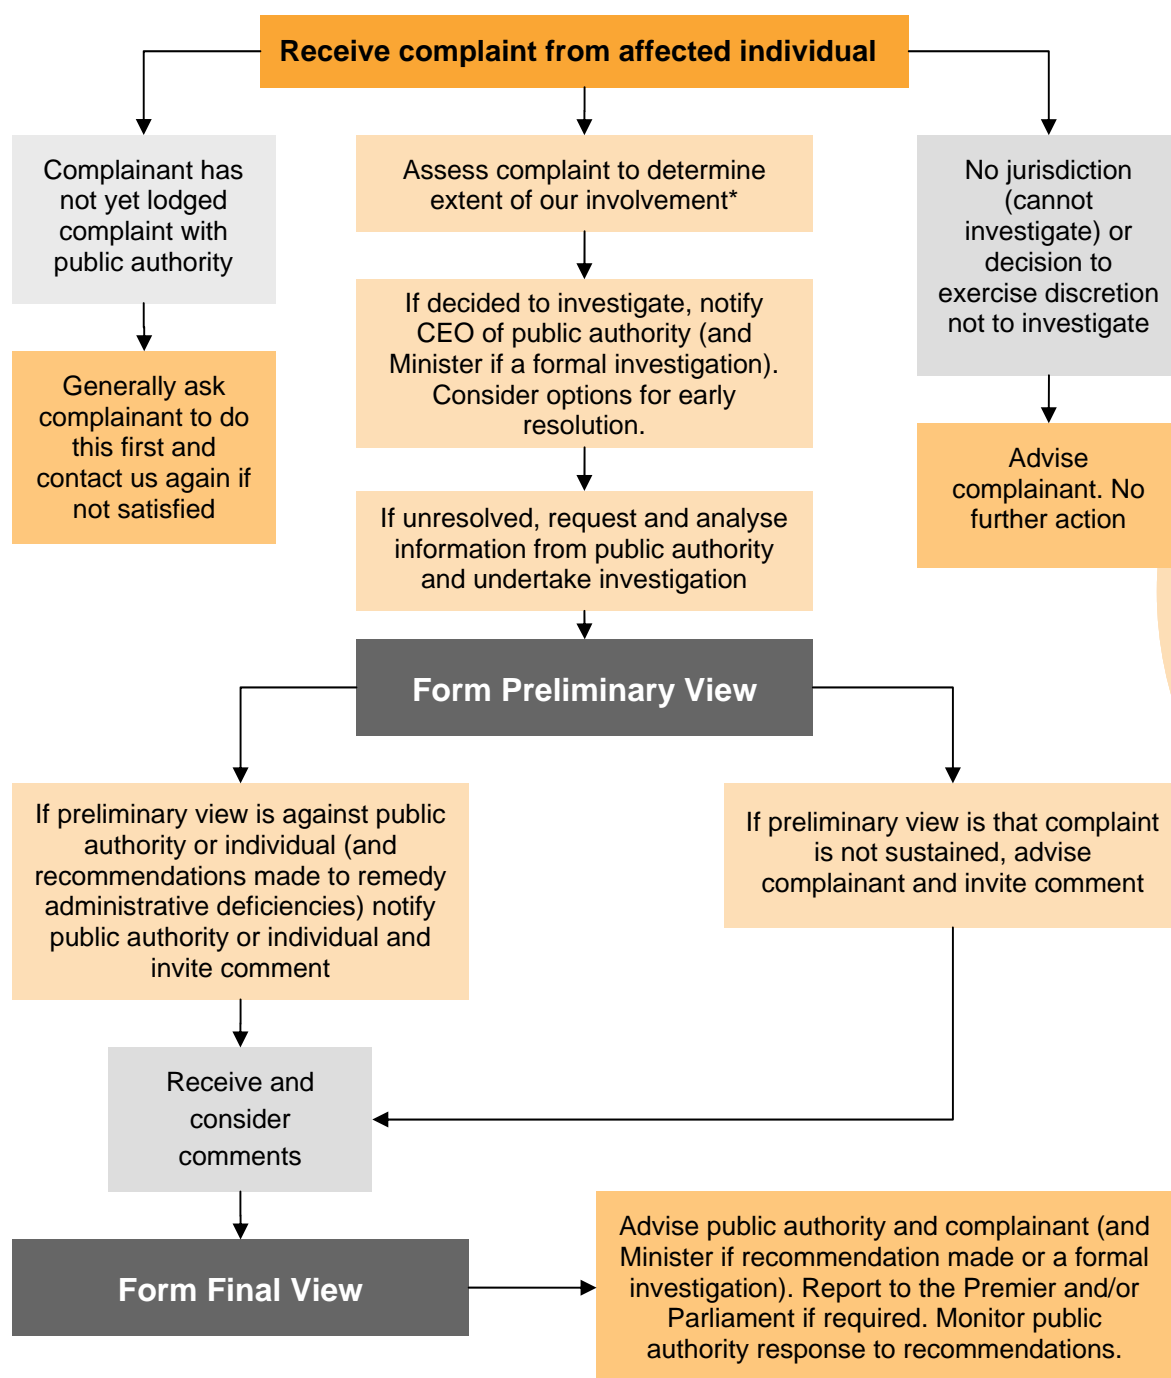 Receive complaint from affected individual
Complainant has
not yet lodged
complaint with
public authority
Assess complaint to determine
extent of our involvement*
No jurisdiction
(cannot
investigate) or
decision to
exercise discretion
not to investigate
If decided to investigate, notify
CEO of public authority (and
Minister if a formal investigation).
Consider options for early
resolution.
Generally ask
complainant to do
this first and
contact us again if
not satisfied
Advise
complainant. No
further action
If unresolved, request and analyse
information from public authority
and undertake investigation
Form Preliminary View
If preliminary view is against public
authority or individual (and
recommendations made to remedy
administrative deficiencies) notify
public authority or individual and
invite comment
If preliminary view is that complaint
is not sustained, advise
complainant and invite comment
Receive and
consider
comments
Form Final View
Advise public authority and complainant (and
Minister if recommendation made or a formal
investigation). Report to the Premier and/or
Parliament if required. Monitor public
authority response to recommendations.